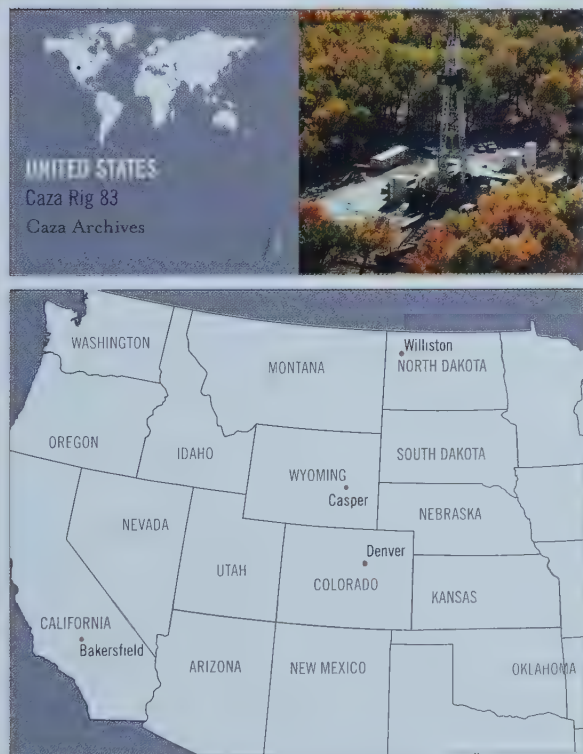 UNITED STATES
Caza Rig 83
Caza Archives
WASHINGTON
MONTANA
Williston
NORTH DAKOTA
OREGON
IDAHO
WYOMING
Casper
SOUTH DAKOTA
NEBRASKA
NEVADA
UTAH
Denver
COLORADO
KANSAS
CALIFORNIA
Bakersfield
ARIZONA
NEW MEXICO
OKLAHOMA